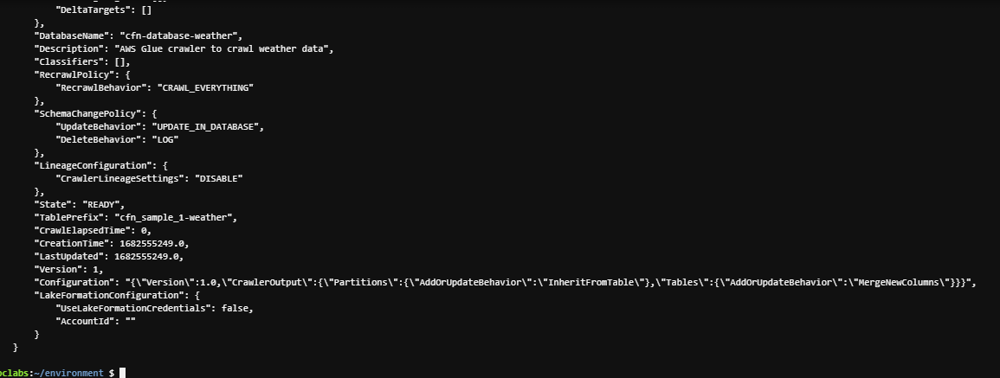 "DeltaTargets": []
},
"DatabaseName": "cfn-database-weather",
"Description": "AWS Glue crawler to crawl weather data",
"Classifiers": [],
"RecrawlPolicy": {
"RecrawlBehavior": "CRAWL_EVERYTHING"
},
"SchemaChangePolicy": {
"UpdateBehavior": "UPDATE_IN_DATABASE",
"DeleteBehavior": "LOG"
},
"LineageConfiguration": {
"CrawlerLineageSettings": "DISABLE"
},
"State": "READY",
"TablePrefix": "cfn_sample_1-weather",
"CrawlElapsedTime": 0,
"CreationTime": 1682555249.0,
"LastUpdated": 1682555249.0,
"Version": 1,
"Configuration": "{\"Version\":1.0,\"CrawlerOutput\":{\"Partitions\":{\"AddOrUpdateBehavior\":\"InheritFromTable\"},\"Tables\":{\"AddOrUpdateBehavior\":\"MergeNewColumns\"}}}",
"LakeFormationConfiguration": {
"UseLakeFormationCredentials": false,
"AccountId": ""
}
}
oclabs:~/environment $